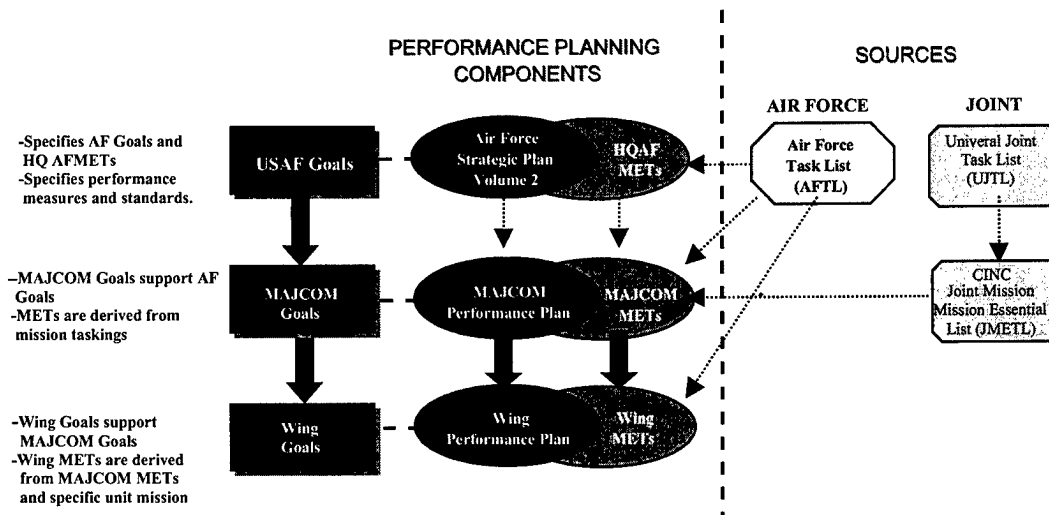 PERFORMANCE PLANNING
COMPONENTS
SOURCES
AIR FORCE
JOINT
-Specifies AF Goals and
HQ AFMETs
-Specifies performance
measures and standards.
USAF Goals
Air Force
Strategic Plan
Volume 2
HQAF
METs
Air Force
Task List
(AFTL)
Univeral Joint
Task List
(UJTL)
–MAJCOM Goals support AF
Goals
-METs are derived from
mission taskings
MAJCOM
Goals
MAJCOM
Performance Plan
MAJCOM
METs
CINC
Joint Mission
Mission Essential
List (JMETL)
-Wing Goals support
MAJCOM Goals
-Wing METs are derived
from MAJCOM METs
and specific unit mission
Wing
Goals
Wing
Performance Plan
Wing
METs